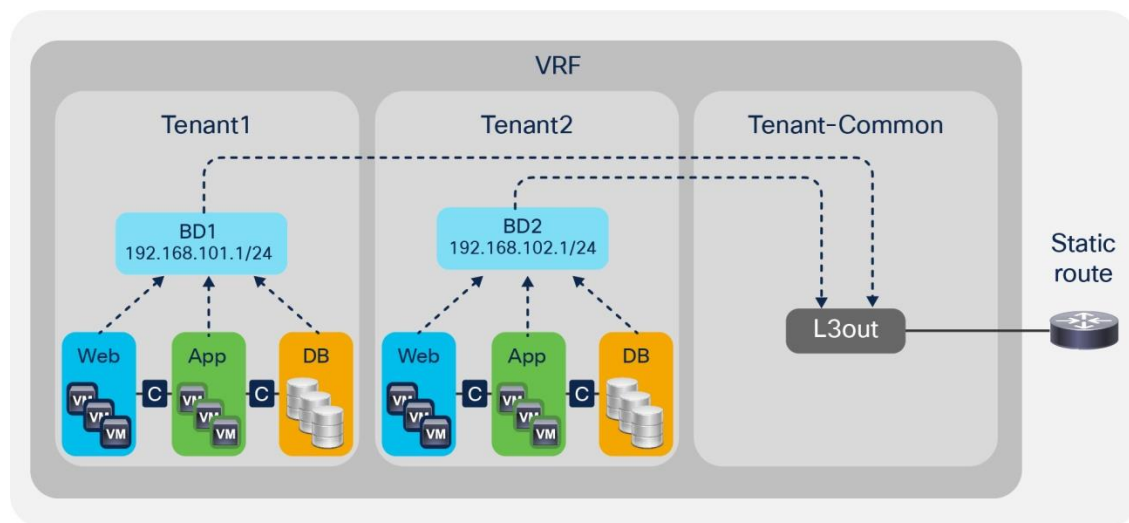 VRF
Tenant1
Tenant2
Tenant-Common
BD1
192.168.101.1/24
BD2
192.168.102.1/24
Static
route
L3out
Web
App
DB
Web
App
DB
C
C
C
C
VM
VM
VM
VM
VM
VM
VM
VM
VM
VM
VM
VM